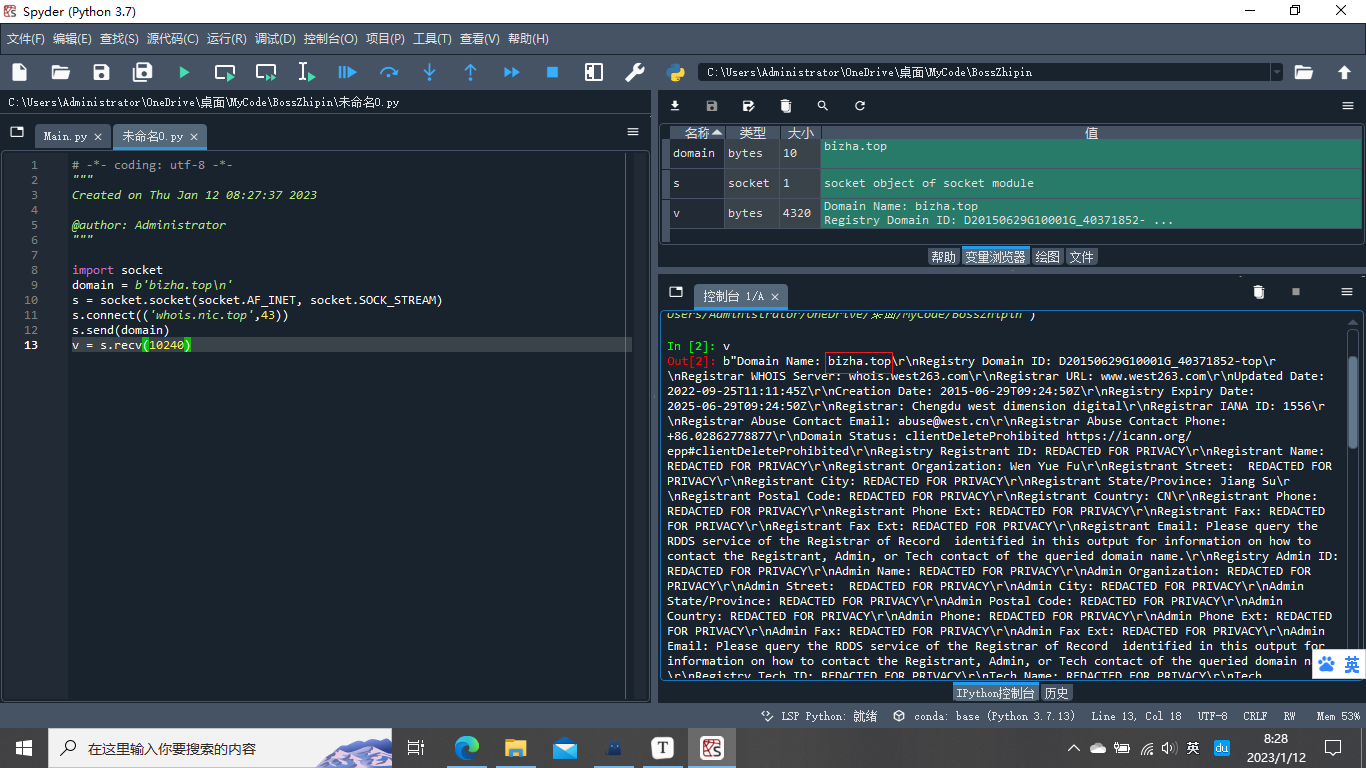 Spyder (Python 3.7)
文件(F) 编辑(E) 查找(S) 源代码(C) 运行(R) 调试(D) 控制台(O) 项目(P) 工具(T) 查看(V) 帮助(H)
C:\Users\Administrator\OneDrive\桌面\MyCode\BossZhipin
C:\Users\Administrator\OneDrive\桌面\MyCode\BossZhipin\未命名0.py
Main.py
未命名0.py
1 # -*- coding: utf-8 -*-
2 """
3 Created on Thu Jan 12 08:27:37 2023
4
5 @author: Administrator
6 """
7
8 import socket
9 domain = b'bizha.top\n'
10 s = socket.socket(socket.AF_INET, socket.SOCK_STREAM)
11 s.connect(('whois.nic.top',43))
12 s.send(domain)
13 v = s.recv(10240)
名称 类型 大小 值
domain bytes 10 bizha.top
s socket 1 socket object of socket module
v bytes 4320 Domain Name: bizha.top
Registry Domain ID: D20150629G10001G_40371852- ...
帮助 变量浏览器 绘图 文件
控制台 1/A
Users/Administrator/OneDrive/桌面/MyCode/BossZhipin')
In [2]: v
Out[2]: b"Domain Name: bizha.top\r\nRegistry Domain ID: D20150629G10001G_40371852-top\r
\nRegistrar WHOIS Server: whois.west263.com\r\nRegistrar URL: www.west263.com\r\nUpdated Date:
2022-09-25T11:11:45Z\r\nCreation Date: 2015-06-29T09:24:50Z\r\nRegistry Expiry Date:
2025-06-29T09:24:50Z\r\nRegistrar: Chengdu west dimension digital\r\nRegistrar IANA ID: 1556\r
\nRegistrar Abuse Contact Email: abuse@west.cn\r\nRegistrar Abuse Contact Phone:
+86.02862778877\r\nDomain Status: clientDeleteProhibited https://icann.org/
epp#clientDeleteProhibited\r\nRegistry Registrant ID: REDACTED FOR PRIVACY\r\nRegistrant Name:
REDACTED FOR PRIVACY\r\nRegistrant Organization: Wen Yue Fu\r\nRegistrant Street:  REDACTED FOR
PRIVACY\r\nRegistrant City: REDACTED FOR PRIVACY\r\nRegistrant State/Province: Jiang Su\r
\nRegistrant Postal Code: REDACTED FOR PRIVACY\r\nRegistrant Country: CN\r\nRegistrant Phone:
REDACTED FOR PRIVACY\r\nRegistrant Phone Ext: REDACTED FOR PRIVACY\r\nRegistrant Fax: REDACTED
FOR PRIVACY\r\nRegistrant Fax Ext: REDACTED FOR PRIVACY\r\nRegistrant Email: Please query the
RDDS service of the Registrar of Record  identified in this output for information on how to
contact the Registrant, Admin, or Tech contact of the queried domain name.\r\nRegistry Admin ID:
REDACTED FOR PRIVACY\r\nAdmin Name: REDACTED FOR PRIVACY\r\nAdmin Organization: REDACTED FOR
PRIVACY\r\nAdmin Street:  REDACTED FOR PRIVACY\r\nAdmin City: REDACTED FOR PRIVACY\r\nAdmin
State/Province: REDACTED FOR PRIVACY\r\nAdmin Postal Code: REDACTED FOR PRIVACY\r\nAdmin
Country: REDACTED FOR PRIVACY\r\nAdmin Phone: REDACTED FOR PRIVACY\r\nAdmin Phone Ext: REDACTED
FOR PRIVACY\r\nAdmin Fax: REDACTED FOR PRIVACY\r\nAdmin Fax Ext: REDACTED FOR PRIVACY\r\nAdmin
Email: Please query the RDDS service of the Registrar of Record  identified in this output for
information on how to contact the Registrant, Admin, or Tech contact of the queried domain
\r\nRegistry Tech ID: REDACTED FOR PRIVACY\r\nTech Name: REDACTED FOR PRIVACY\r\nTech
英
IPython控制台 历史
LSP Python: 就绪 conda: base (Python 3.7.13) Line 13, Col 18 UTF-8 CRLF RW Mem 53%
在这里输入你要搜索的内容
T
英
du
8:28
2023/1/12